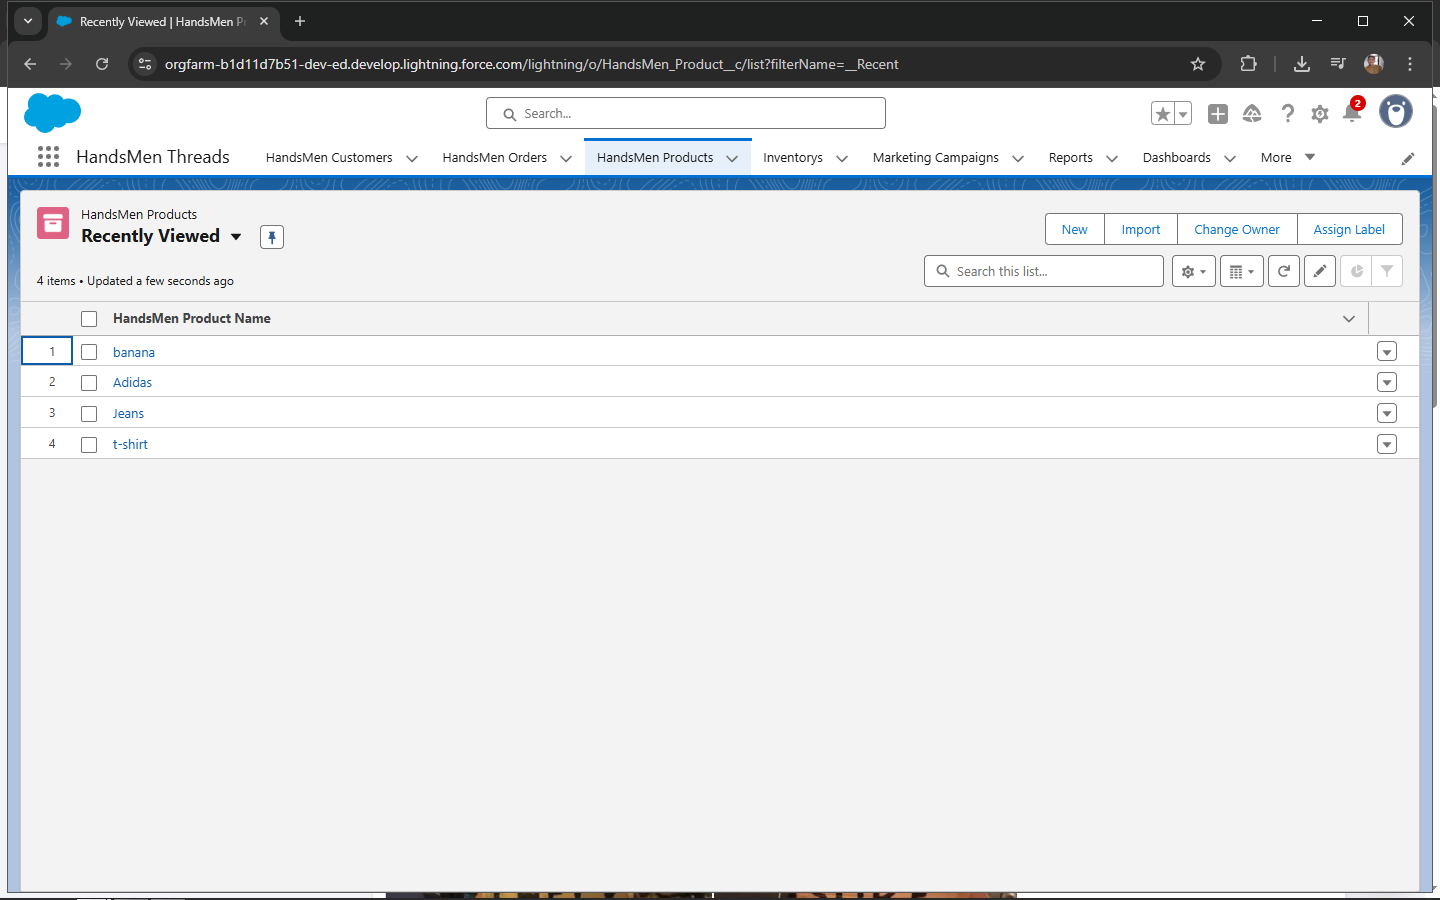 Recently Viewed | HandsMen P
orgfarm-b1d11d7b51-dev-ed.develop.lightning.force.com/lightning/o/HandsMen_Product__c/list?filterName=__Recent
Search...
2
HandsMen Threads
HandsMen Customers
HandsMen Orders
HandsMen Products
Inventorys
Marketing Campaigns
Reports
Dashboards
More
HandsMen Products
Recently Viewed
New
Import
Change Owner
Assign Label
4 items • Updated a few seconds ago
Search this list...
HandsMen Product Name
1 banana
2 Adidas
3 Jeans
4 t-shirt